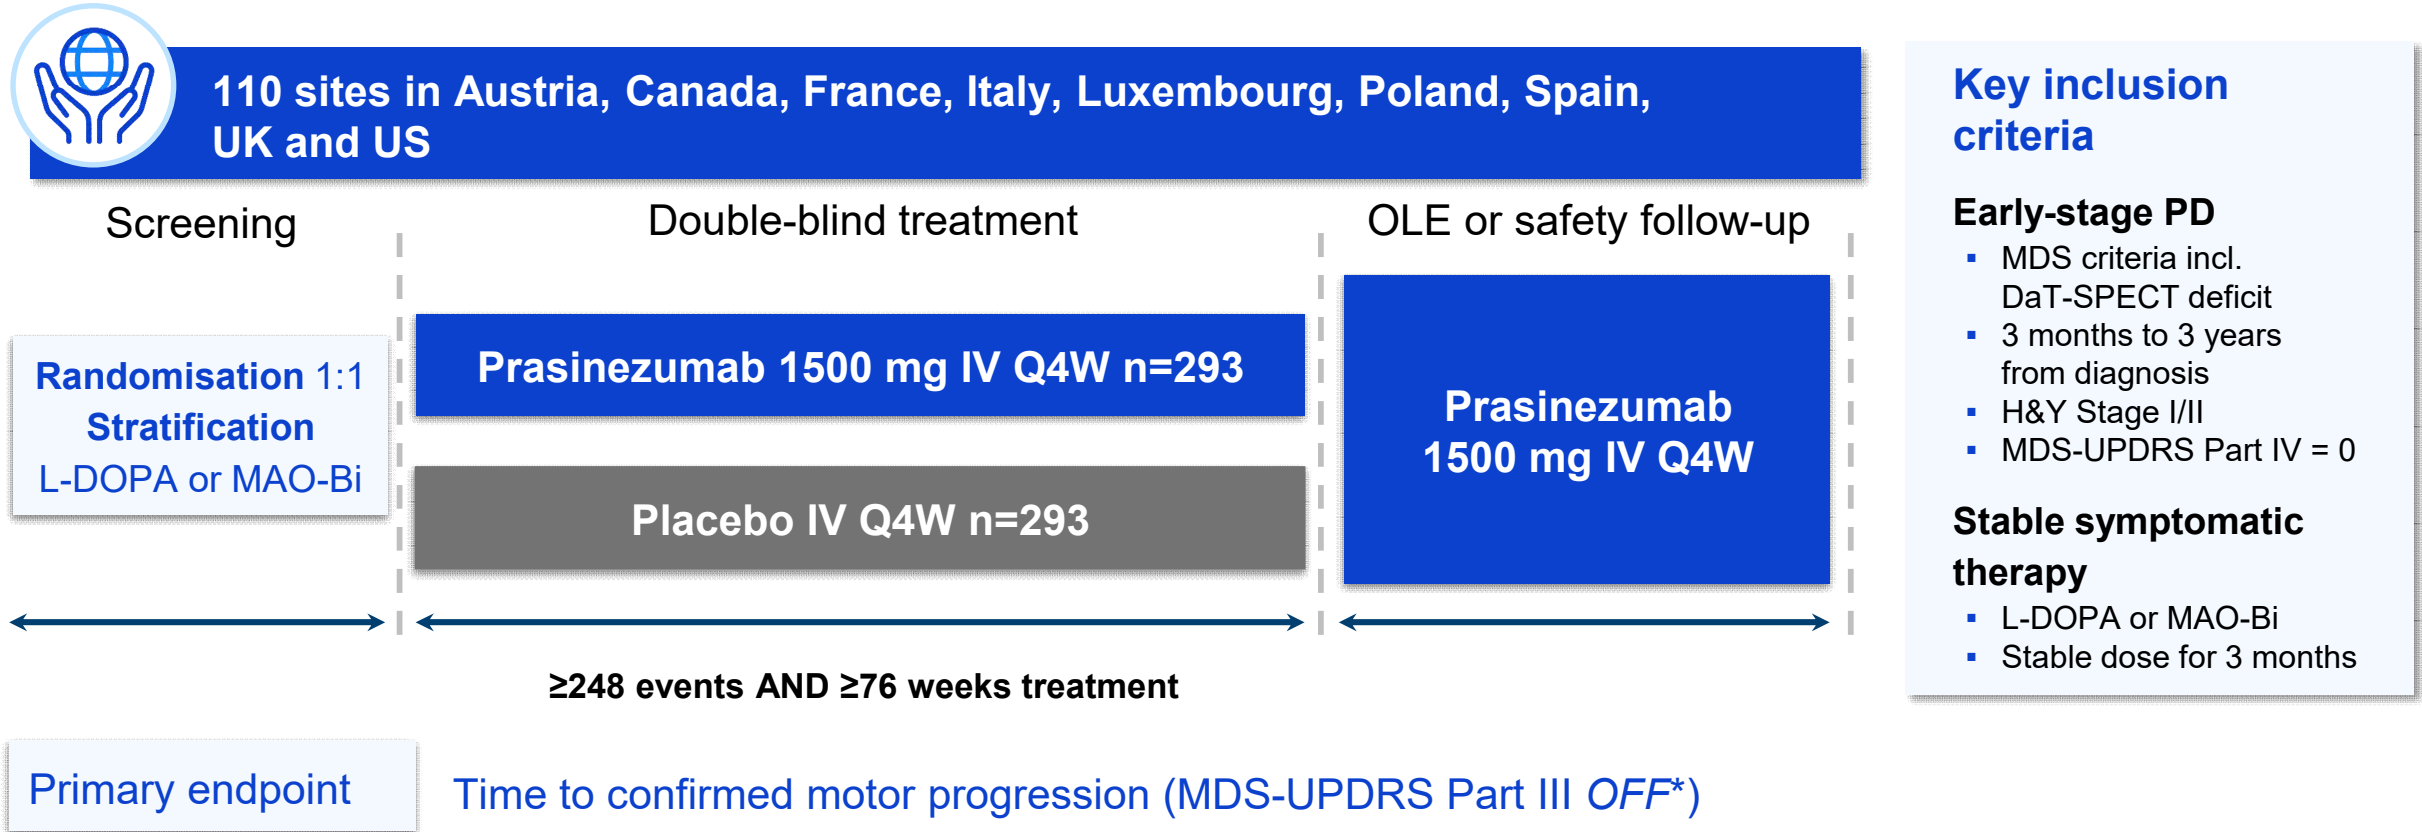 110 sites in Austria, Canada, France, Italy, Luxembourg, Poland, Spain,
UK and US
Screening
Double-blind treatment
OLE or safety follow-up
Randomisation 1:1
Stratification
L-DOPA or MAO-Bi
Prasinezumab 1500 mg IV Q4W n=293
Placebo IV Q4W n=293
Prasinezumab
1500 mg IV Q4W
≥248 events AND ≥76 weeks treatment
Primary endpoint
Time to confirmed motor progression (MDS-UPDRS Part III OFF*)
Key inclusion
criteria
Early-stage PD
▪ MDS criteria incl.
DaT-SPECT deficit
▪ 3 months to 3 years
from diagnosis
▪ H&Y Stage I/II
▪ MDS-UPDRS Part IV = 0
Stable symptomatic
therapy
▪ L-DOPA or MAO-Bi
▪ Stable dose for 3 months